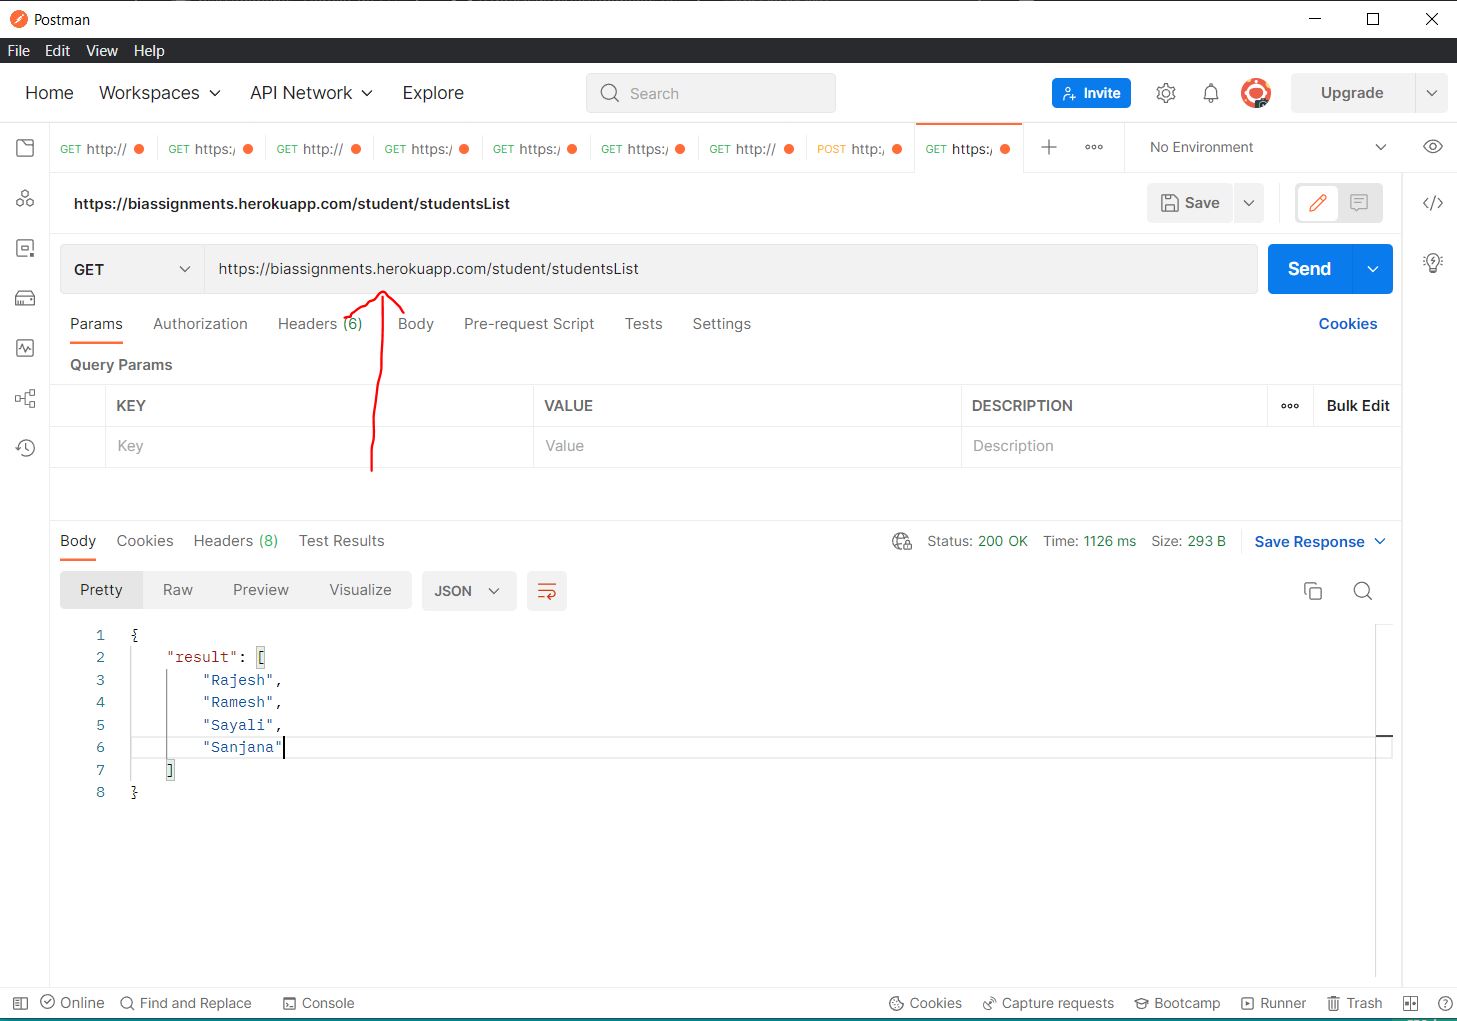 Postman
File Edit View Help
Home Workspaces API Network Explore Search Invite Upgrade
GET http:// GET https:/ GET http:// GET https:/ GET https:/ GET https:/ GET http:// POST http:/ GET https:/ No Environment
https://biassignments.herokuapp.com/student/studentsList Save
GET https://biassignments.herokuapp.com/student/studentsList Send
Params Authorization Headers (6) Body Pre-request Script Tests Settings Cookies
Query Params
KEY VALUE DESCRIPTION Bulk Edit
Key Value Description
Body Cookies Headers (8) Test Results Status: 200 OK Time: 1126 ms Size: 293 B Save Response
Pretty Raw Preview Visualize JSON
1 {
2 "result": [
3 "Rajesh",
4 "Ramesh",
5 "Sayali",
6 "Sanjana"
7 ]
8 }
Online Find and Replace Console Cookies Capture requests Bootcamp Runner Trash